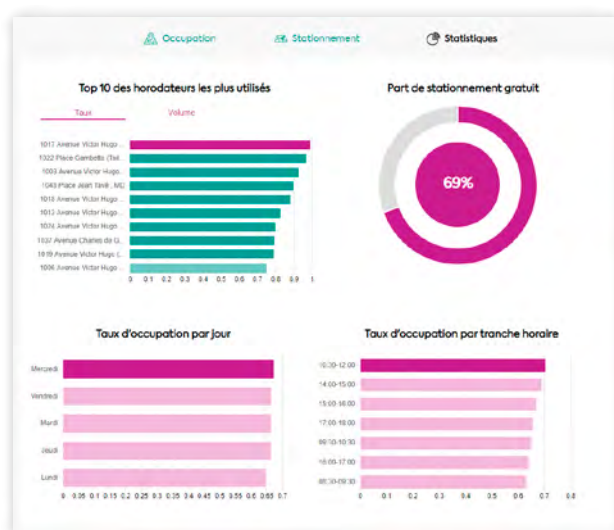 Occupation Stationnement Statistiques
Top 10 des horodateurs les plus utilisés
Taux Volume
1017 Avenue Victor Hugo ...
1022 Place Gambetta
1003 Avenue Victor Hugo...
1040 Place Jean
1010 Avenue Victor Hugo ...
1013 Avenue Victor Hugo ...
1024 Avenue Victor Hugo ...
1037 Avenue Charles de G...
1019 Avenue Victor Hugo (...
1006 Avenue Victor Hugo ...
0 0.1 0.2 0.3 0.4 0.5 0.6 0.7 0.8 0.9 1
Part de stationnement gratuit
69%
Taux d'occupation par jour
Mercredi
Vendredi
Mardi
Jeudi
Lundi
0 0.05 0.1 0.15 0.2 0.25 0.3 0.35 0.4 0.45 0.5 0.55 0.6 0.65 0.7
Taux d'occupation par tranche horaire
10:30-12:00
14:00-15:00
15:00-16:00
17:00-18:00
09:30-10:30
16:00-17:00
08:30-09:30
0 0.1 0.2 0.3 0.4 0.5 0.6 0.7 0.8